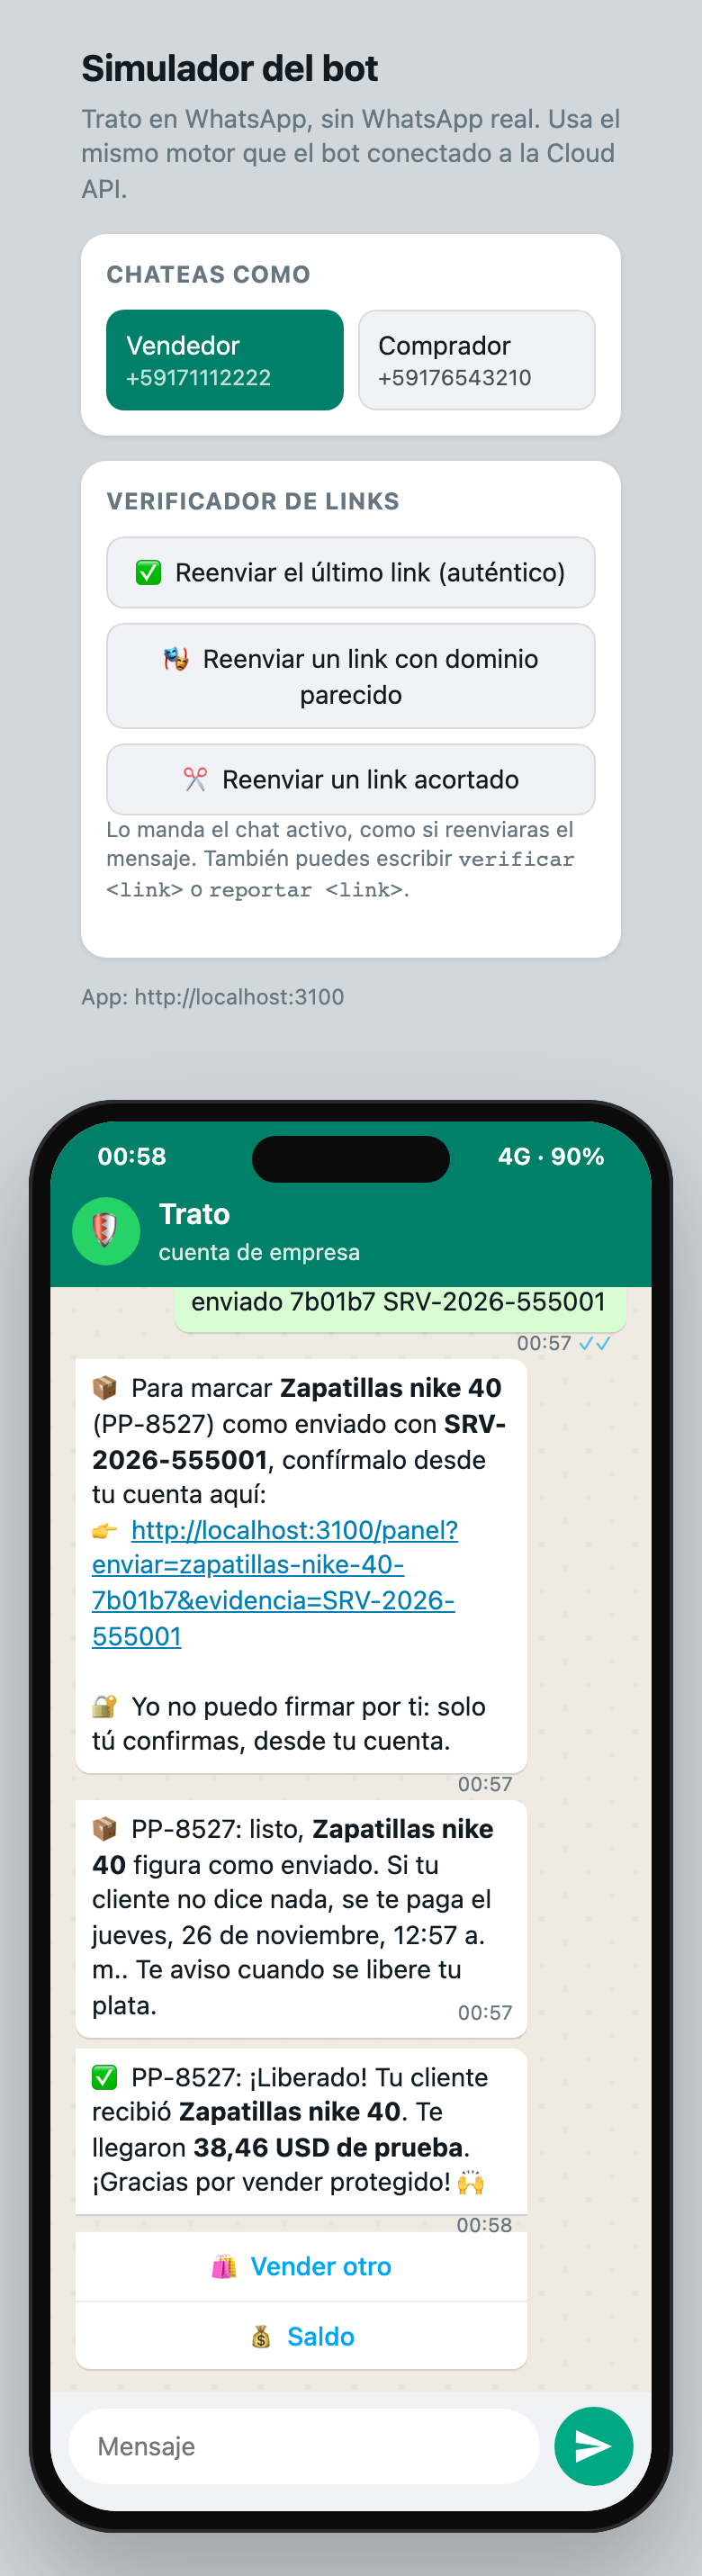 Simulador del bot
Trato en WhatsApp, sin WhatsApp real. Usa el
mismo motor que el bot conectado a la Cloud
API.
CHATEAS COMO
Vendedor
+59171112222
Comprador
+59176543210
VERIFICADOR DE LINKS
✅ Reenviar el último link (auténtico)
🎭 Reenviar un link con dominio
parecido
✂️ Reenviar un link acortado
Lo manda el chat activo, como si reenviaras el
mensaje. También puedes escribir verificar
<link> o reportar <link>.
App: http://localhost:3100
00:58
4G · 90%
Trato
cuenta de empresa
enviado 7b01b7 SRV-2026-555001
00:57 ✓✓
📦 Para marcar Zapatillas nike 40
(PP-8527) como enviado con SRV-
2026-555001, confírmalo desde
tu cuenta aquí:
👉 http://localhost:3100/panel?
enviar=zapatillas-nike-40-
7b01b7&evidencia=SRV-2026-
555001
🔐 Yo no puedo firmar por ti: solo
tú confirmas, desde tu cuenta.
00:57
📦 PP-8527: listo, Zapatillas nike
40 figura como enviado. Si tu
cliente no dice nada, se te paga el
jueves, 26 de noviembre, 12:57 a.
m.. Te aviso cuando se libere tu
plata.
00:57
✅ PP-8527: ¡Liberado! Tu cliente
recibió Zapatillas nike 40. Te
llegaron 38,46 USD de prueba.
¡Gracias por vender protegido! 🙌
00:58
🛍️ Vender otro
💰 Saldo
Mensaje